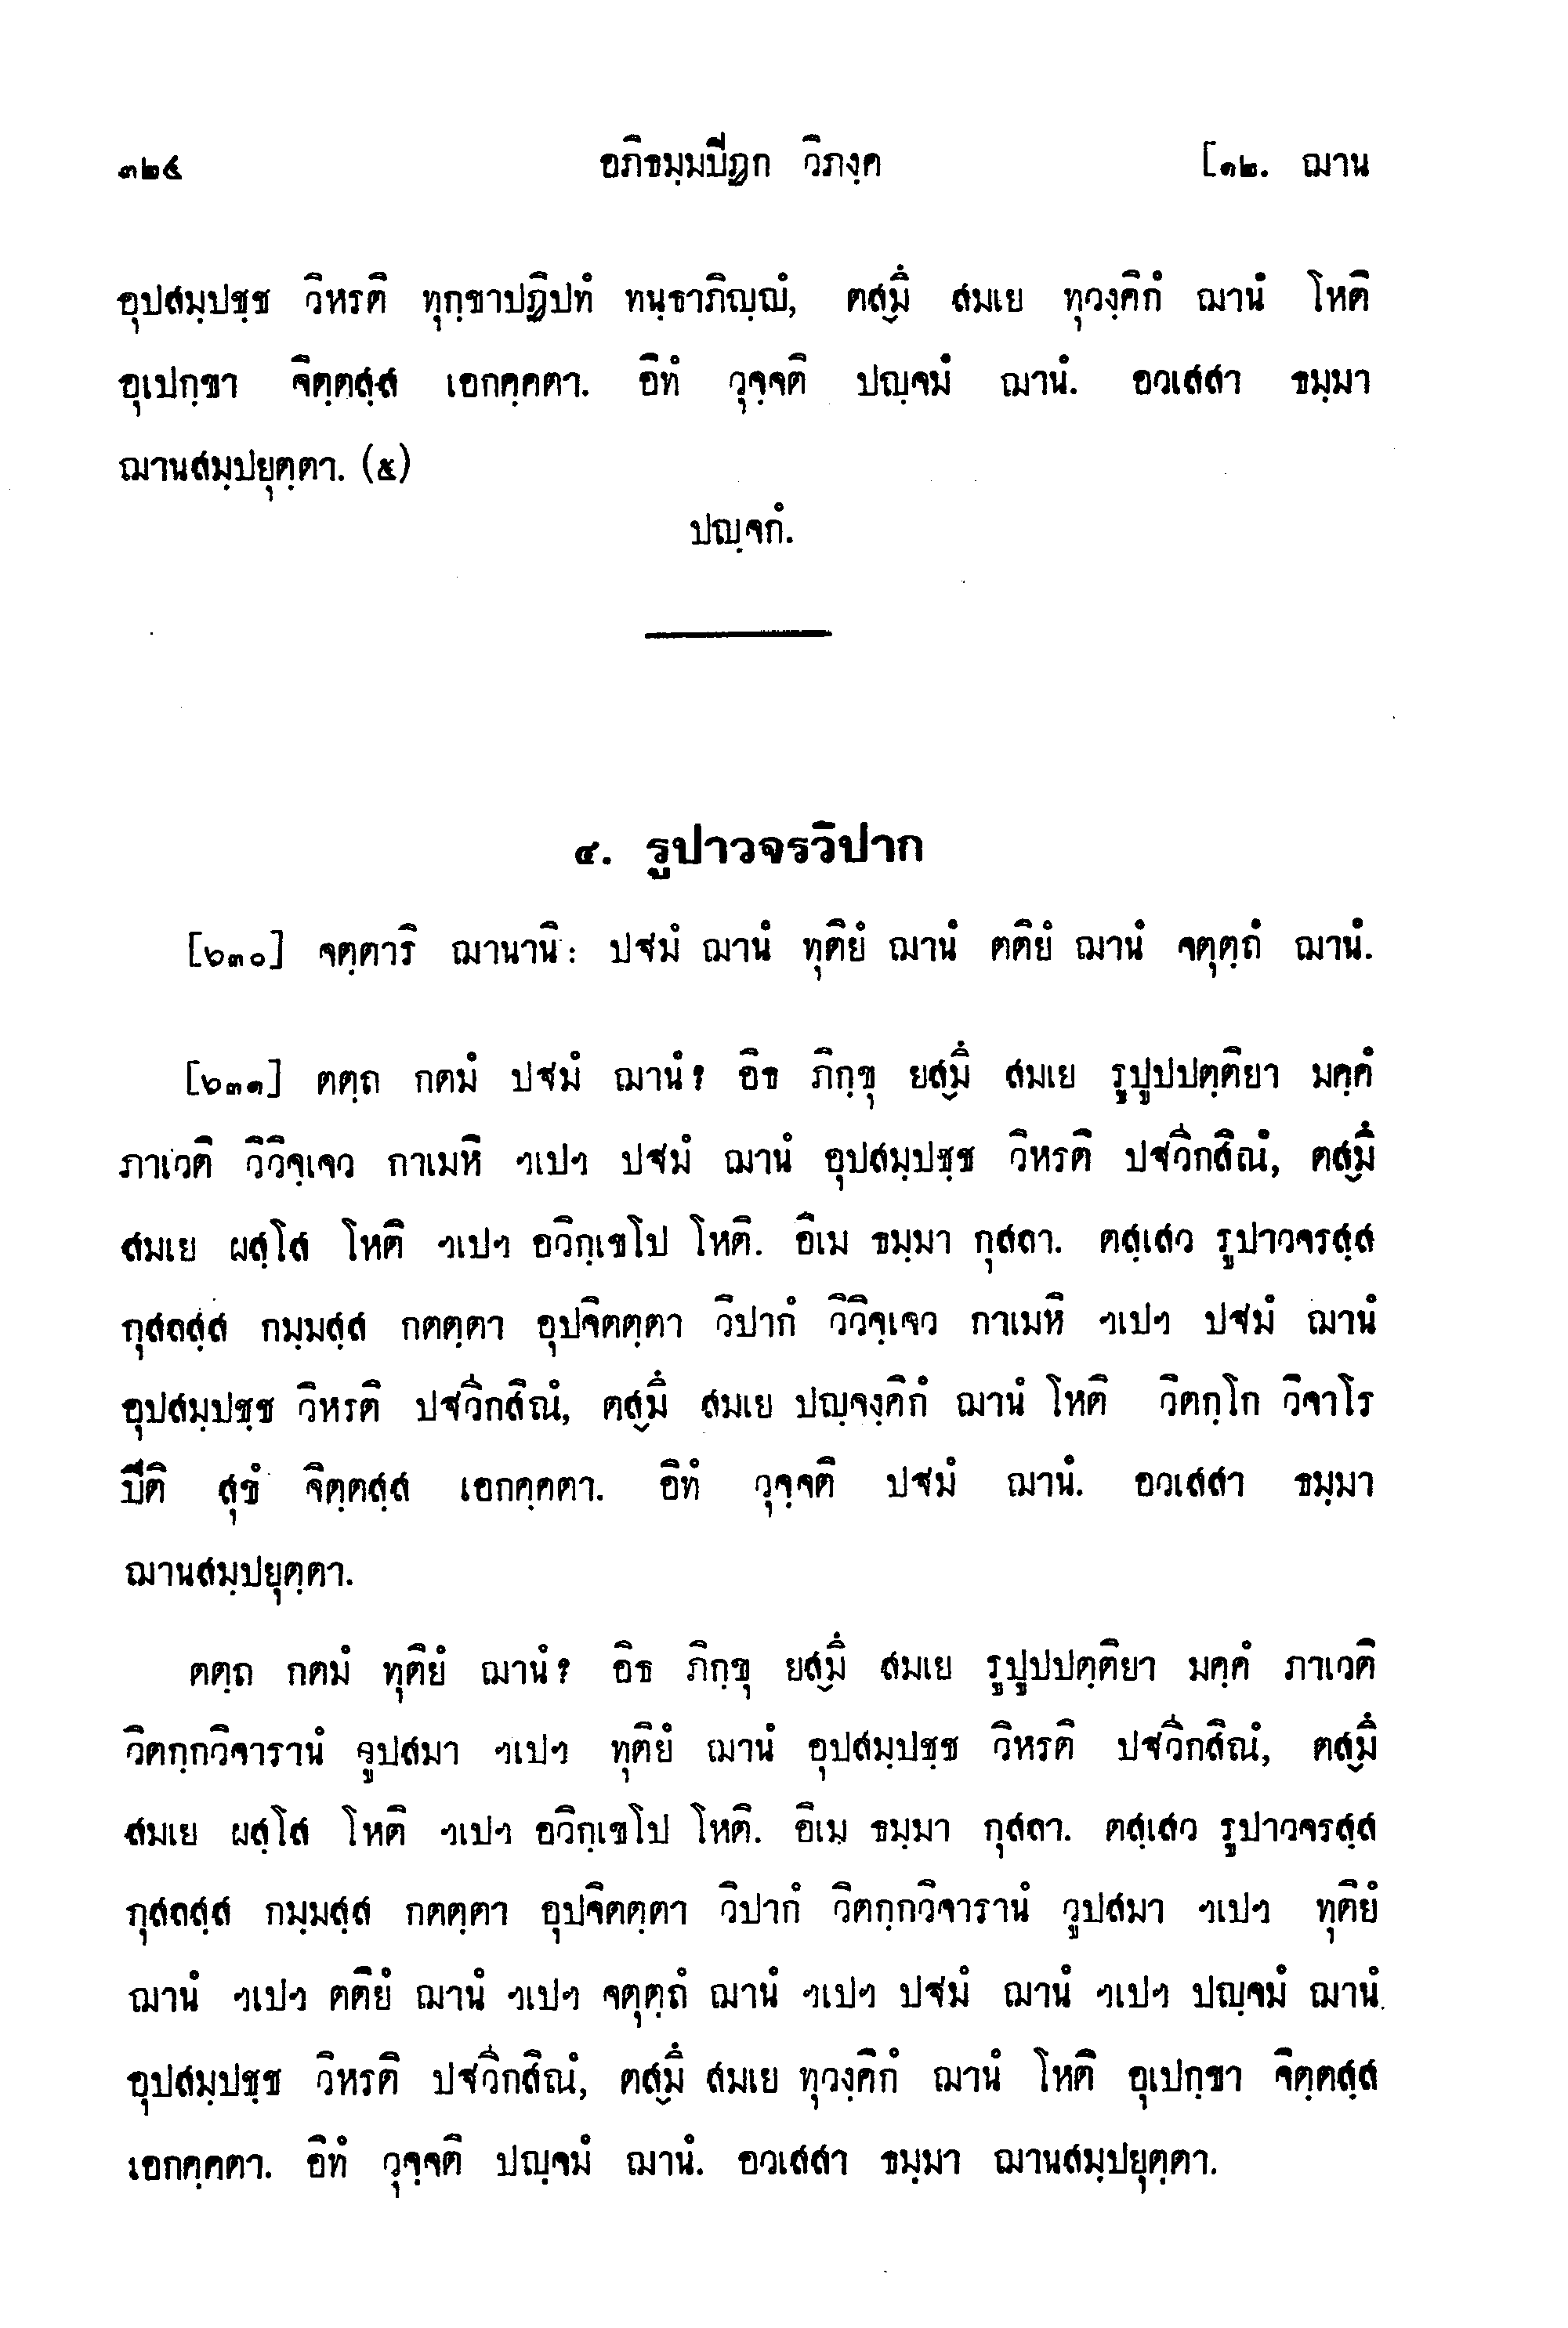 ๓๒๔ อภิธมฺมปีฏก วิภงฺค [๑๒. ฌาน
อุปสมฺปชฺช วิหรติ ทุกฺขาปฏิปทํ ทนฺธาภิญฺญํ, ตสฺมึ สมเย ทุวงฺคิกํ ฌานํ โหติ
อุเปกฺขา จิตฺตสฺส เอกคฺคตา. อิทํ วุจฺจติ ปญฺจมํ ฌานํ. อวเสสา ธมฺมา
ฌานสมฺปยุตฺตา. (๕)
ปญฺจกํ.
๔. รูปาวจรวิปาก
[๖๓๐] จตฺตาริ ฌานานิ: ปฐมํ ฌานํ ทุติยํ ฌานํ ตติยํ ฌานํ จตุตฺถํ ฌานํ.
[๖๓๑] ตตฺถ กตมํ ปฐมํ ฌานํ? อิธ ภิกฺขุ ยสฺมึ สมเย รูปูปปตฺติยา มคฺคํ
ภาเวติ วิวิจฺเจว กาเมหิ ฯเปฯ ปฐมํ ฌานํ อุปสมฺปชฺช วิหรติ ปฐวีกสิณํ, ตสฺมึ
สมเย ผสฺโส โหติ ฯเปฯ อวิกฺเขโป โหติ. อิเม ธมฺมา กุสลา. ตสฺเสว รูปาวจรสฺส
กุสลสฺส กมฺมสฺส กตตฺตา อุปจิตตฺตา วิปากํ วิวิจฺเจว กาเมหิ ฯเปฯ ปฐมํ ฌานํ
อุปสมฺปชฺช วิหรติ ปฐวีกสิณํ, ตสฺมึ สมเย ปญฺจงฺคิกํ ฌานํ โหติ วิตกฺโก วิจาโร
ปีติ สุขํ จิตฺตสฺส เอกคฺคตา. อิทํ วุจฺจติ ปฐมํ ฌานํ. อวเสสา ธมฺมา
ฌานสมฺปยุตฺตา.
ตตฺถ กตมํ ทุติยํ ฌานํ? อิธ ภิกฺขุ ยสฺมึ สมเย รูปูปปตฺติยา มคฺคํ ภาเวติ
วิตกฺกวิจารานํ วูปสมา ฯเปฯ ทุติยํ ฌานํ อุปสมฺปชฺช วิหรติ ปฐวีกสิณํ, ตสฺมึ
สมเย ผสฺโส โหติ ฯเปฯ อวิกฺเขโป โหติ. อิเม ธมฺมา กุสลา. ตสฺเสว รูปาวจรสฺส
กุสลสฺส กมฺมสฺส กตตฺตา อุปจิตตฺตา วิปากํ วิตกฺกวิจารานํ วูปสมา ฯเปฯ ทุติยํ
ฌานํ ฯเปฯ ตติยํ ฌานํ ฯเปฯ จตุตฺถํ ฌานํ ฯเปฯ ปฐมํ ฌานํ ฯเปฯ ปญฺจมํ ฌานํ
อุปสมฺปชฺช วิหรติ ปฐวีกสิณํ, ตสฺมึ สมเย ทุวงฺคิกํ ฌานํ โหติ อุเปกฺขา จิตฺตสฺส
เอกคฺคตา. อิทํ วุจฺจติ ปญฺจมํ ฌานํ. อวเสสา ธมฺมา ฌานสมฺปยุตฺตา.